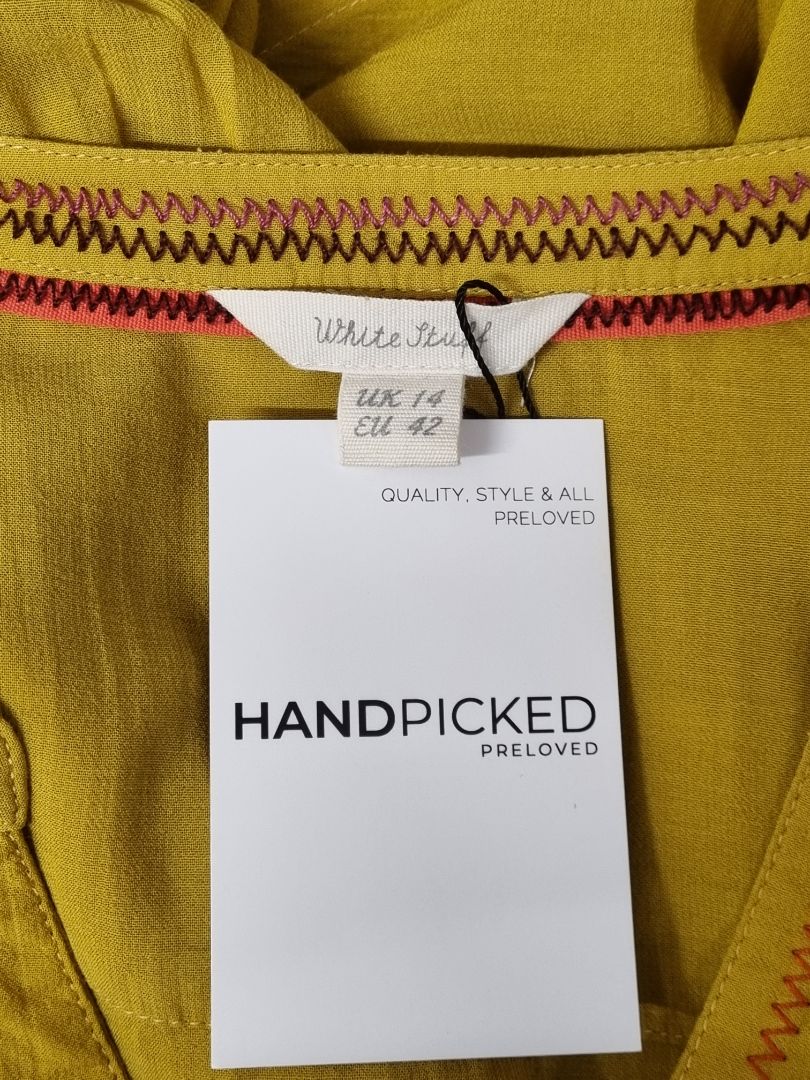 White Stuff
UK 14
EU 42
QUALITY, STYLE & ALL
PRELOVED
HANDPICKED
PRELOVED